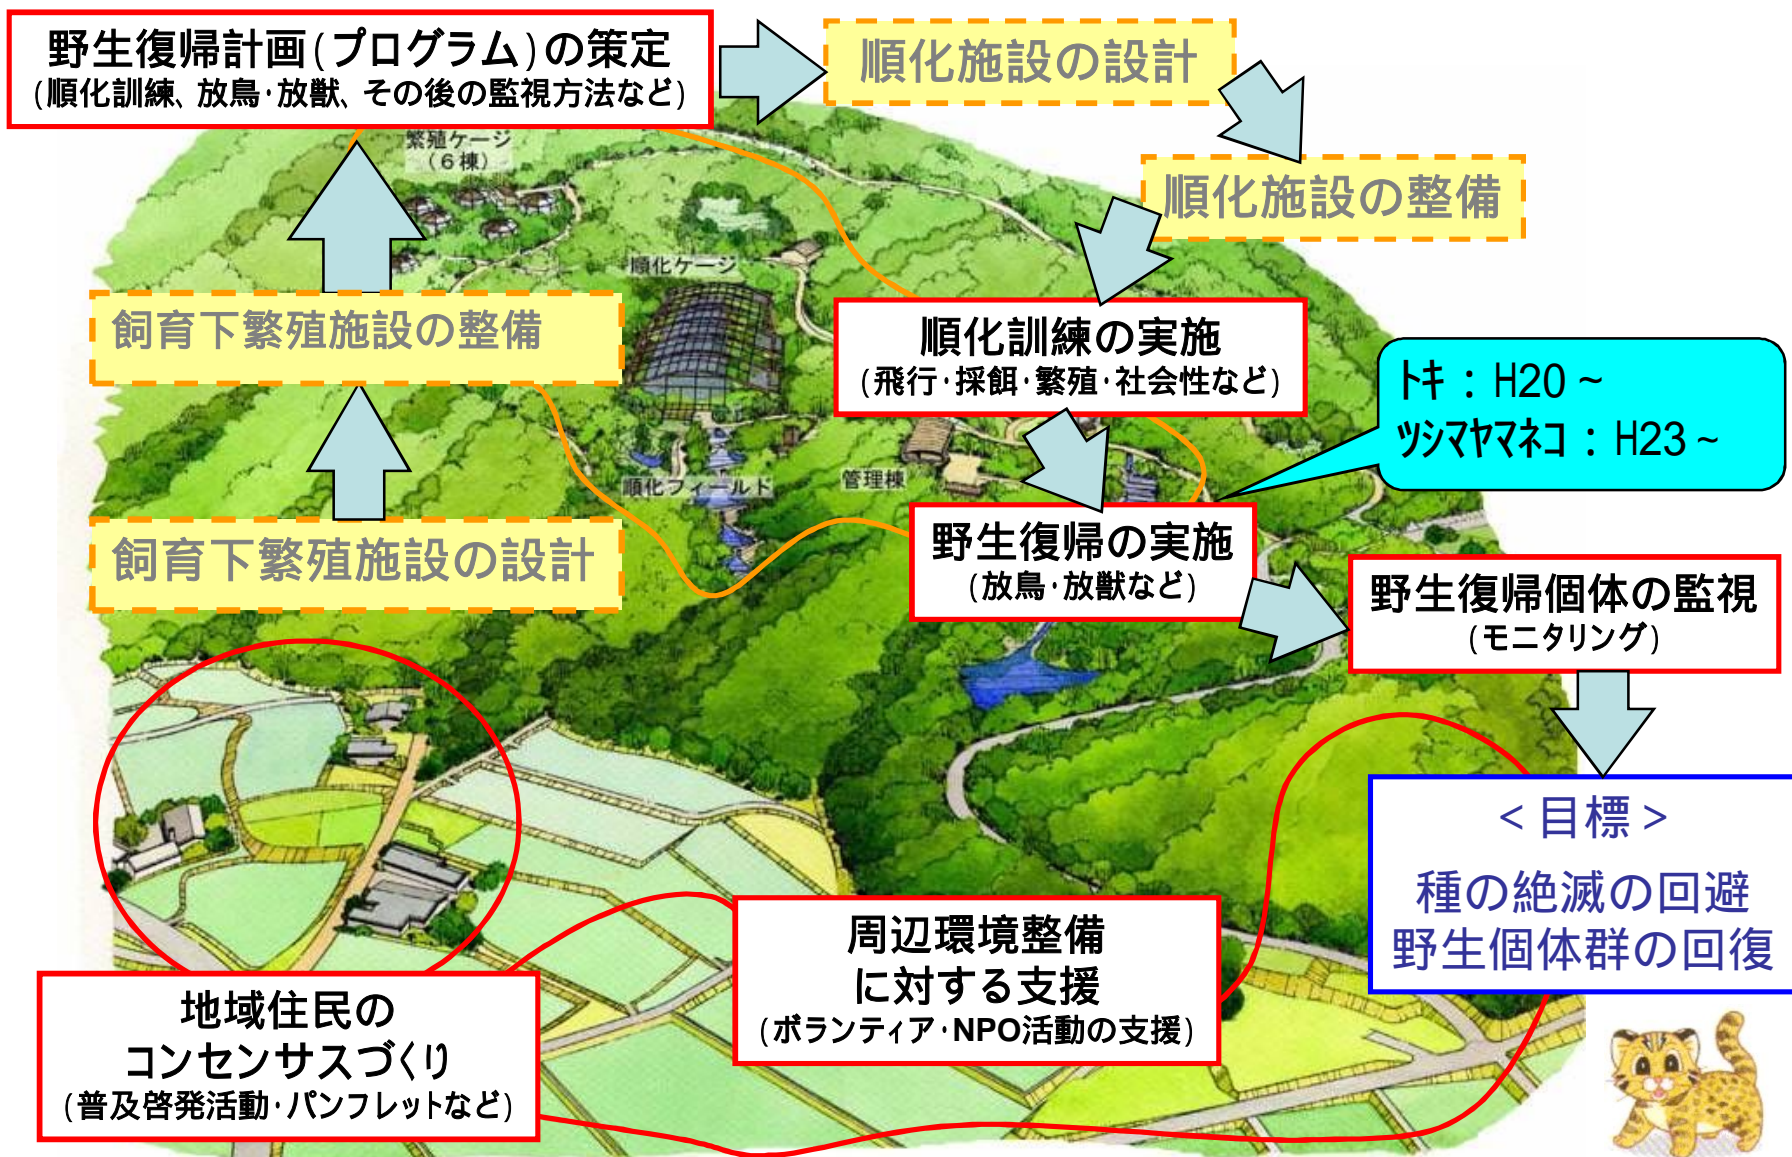 野生復帰計画(プログラム)の策定
(順化訓練、放鳥・放獣、その後の監視方法など)
順化施設の設計
順化施設の整備
繁殖ケージ
(6棟)
順化ケージ
飼育下繁殖施設の整備
順化訓練の実施
(飛行・採餌・繁殖・社会性など)
トキ：H20～
ツシマヤマネコ：H23～
順化フィールド
管理棟
飼育下繁殖施設の設計
野生復帰の実施
(放鳥・放獣など)
野生復帰個体の監視
(モニタリング)
＜目標＞
種の絶滅の回避
野生個体群の回復
周辺環境整備
に対する支援
(ボランティア・NPO活動の支援)
地域住民の
コンセンサスづくり
(普及啓発活動・パンフレットなど)